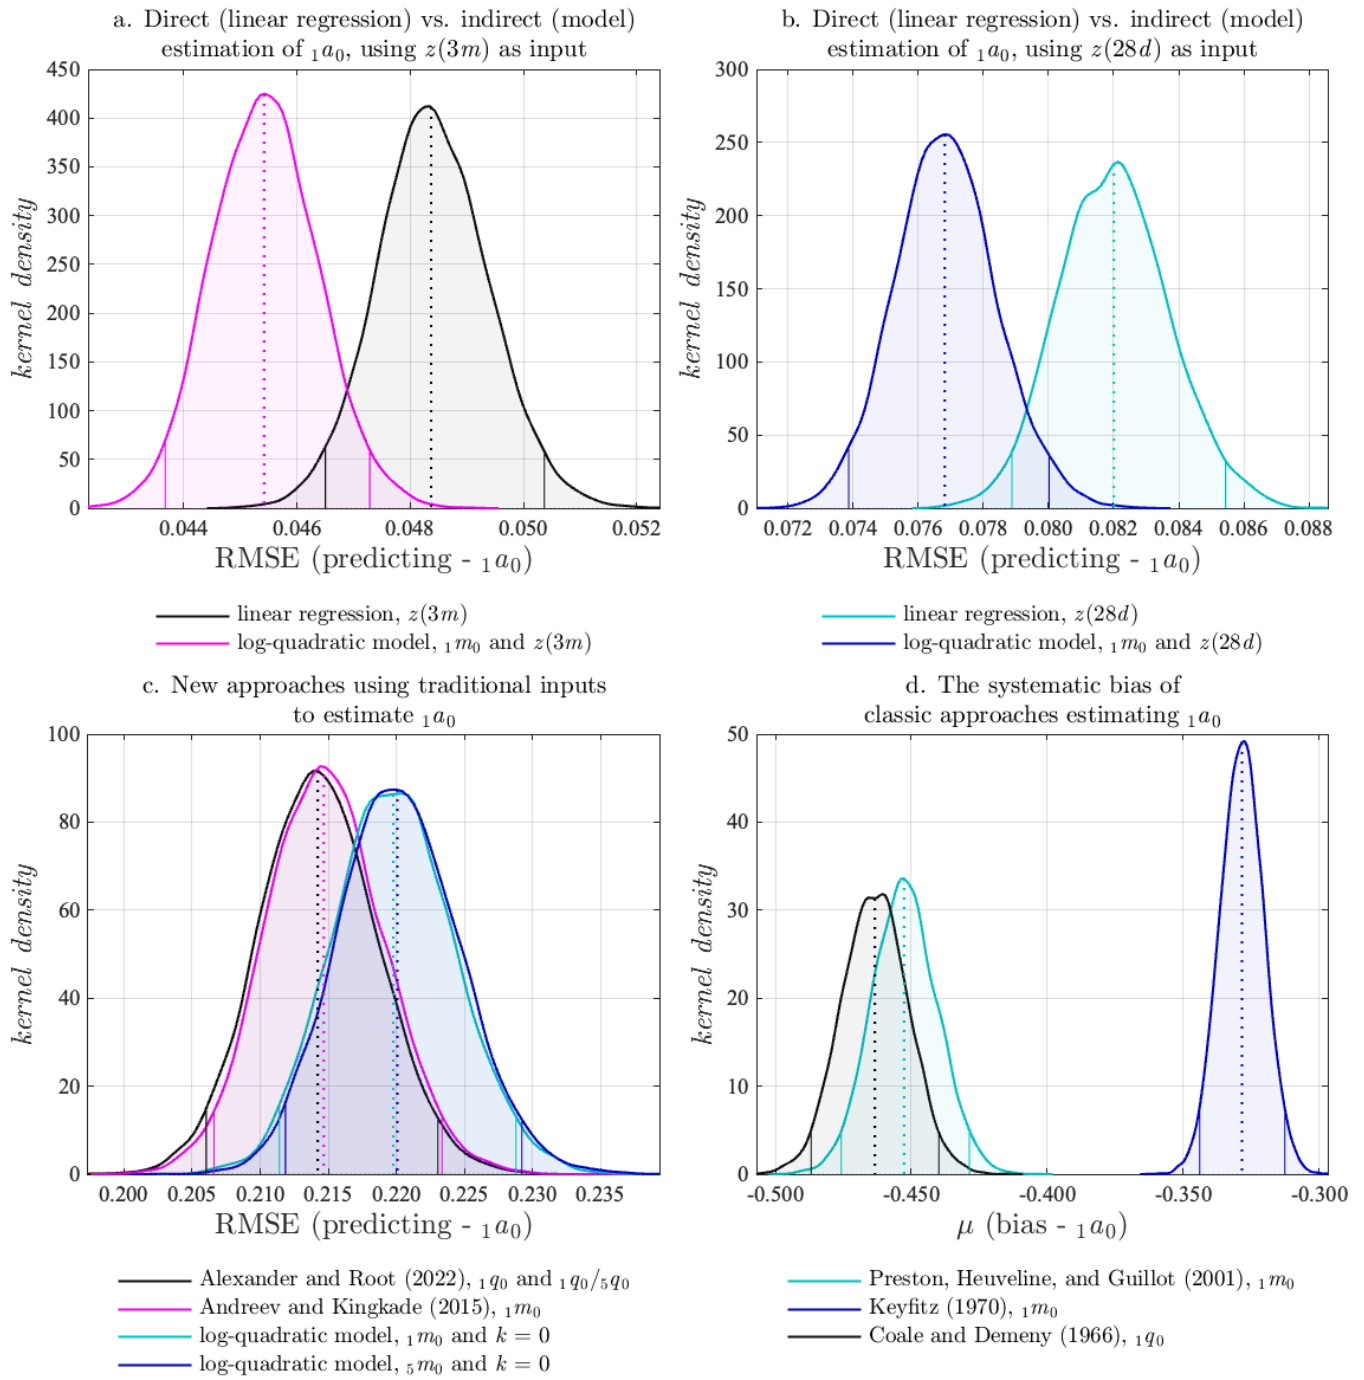 a. Direct (linear regression) vs. indirect (model)
estimation of ₁a₀, using z(3m) as input
450
400
350
300
250
200
150
100
50
0
kernel density
0.044 0.046 0.048 0.050 0.052
RMSE (predicting - ₁a₀)
linear regression, z(3m)
log-quadratic model, ₁m₀ and z(3m)
b. Direct (linear regression) vs. indirect (model)
estimation of ₁a₀, using z(28d) as input
300
250
200
150
100
50
0
kernel density
0.072 0.074 0.076 0.078 0.080 0.082 0.084 0.086 0.088
RMSE (predicting - ₁a₀)
linear regression, z(28d)
log-quadratic model, ₁m₀ and z(28d)
c. New approaches using traditional inputs
to estimate ₁a₀
100
80
60
40
20
0
kernel density
0.200 0.205 0.210 0.215 0.220 0.225 0.230 0.235
RMSE (predicting - ₁a₀)
Alexander and Root (2022), ₁q₀ and ₁q₀/₅q₀
Andreev and Kingkade (2015), ₁m₀
log-quadratic model, ₁m₀ and k = 0
log-quadratic model, ₅m₀ and k = 0
d. The systematic bias of
classic approaches estimating ₁a₀
50
40
30
20
10
0
kernel density
-0.500 -0.450 -0.400 -0.350 -0.300
μ (bias - ₁a₀)
Preston, Heuveline, and Guillot (2001), ₁m₀
Keyfitz (1970), ₁m₀
Coale and Demeny (1966), ₁q₀